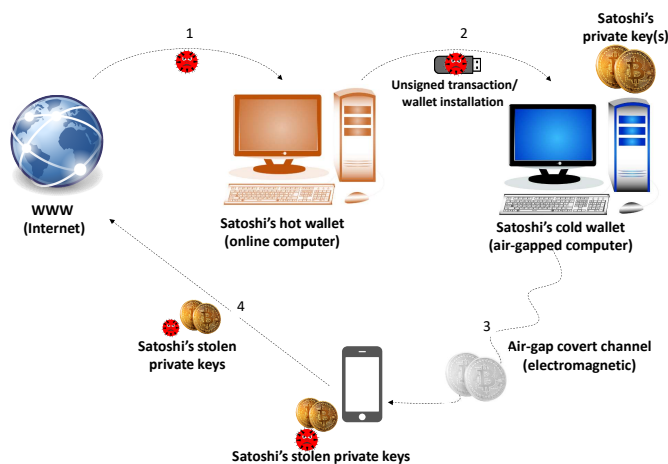 1
2
Satoshi's
private key(s)
Unsigned transaction/
wallet installation
WWW
(Internet)
Satoshi's hot wallet
(online computer)
Satoshi's cold wallet
(air-gapped computer)
4
3
Satoshi's stolen
private keys
Air-gap covert channel
(electromagnetic)
Satoshi's stolen private keys